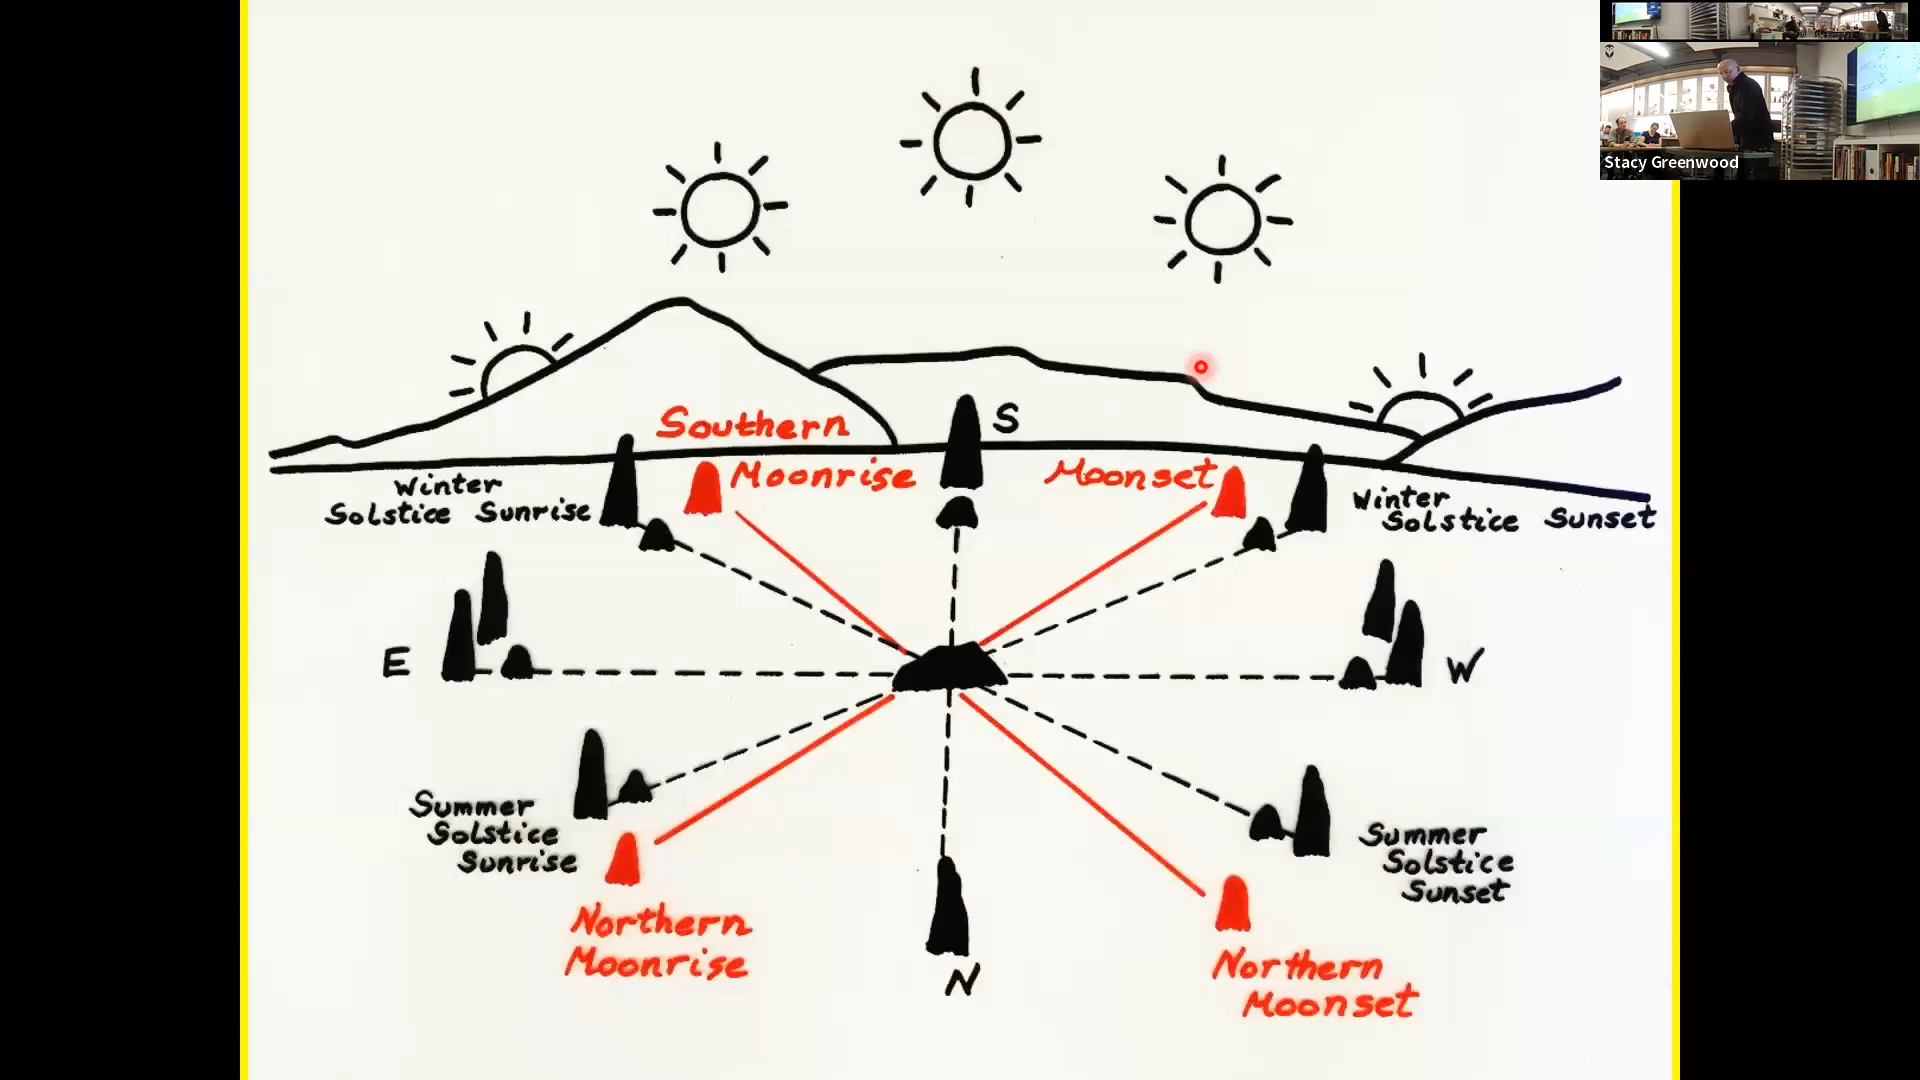 Stacy Greenwood
S
Southern
Moonrise
Moonset
Winter
Solstice Sunrise
Winter
Solstice Sunset
E
W
Summer
Solstice
Sunrise
Summer
Solstice
Sunset
Northern
Moonrise
N
Northern
Moonset